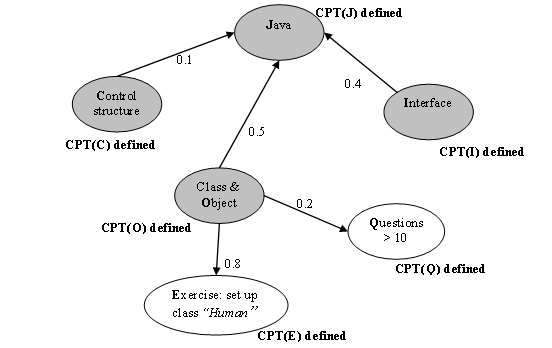 CPT(J) defined
Java
0.1
0.4
Control
structure
Interface
CPT(C) defined
0.5
CPT(I) defined
Class &
Object
0.2
CPT(O) defined
Questions
> 10
0.8
CPT(Q) defined
Exercise: set up
class “Human”
CPT(E) defined